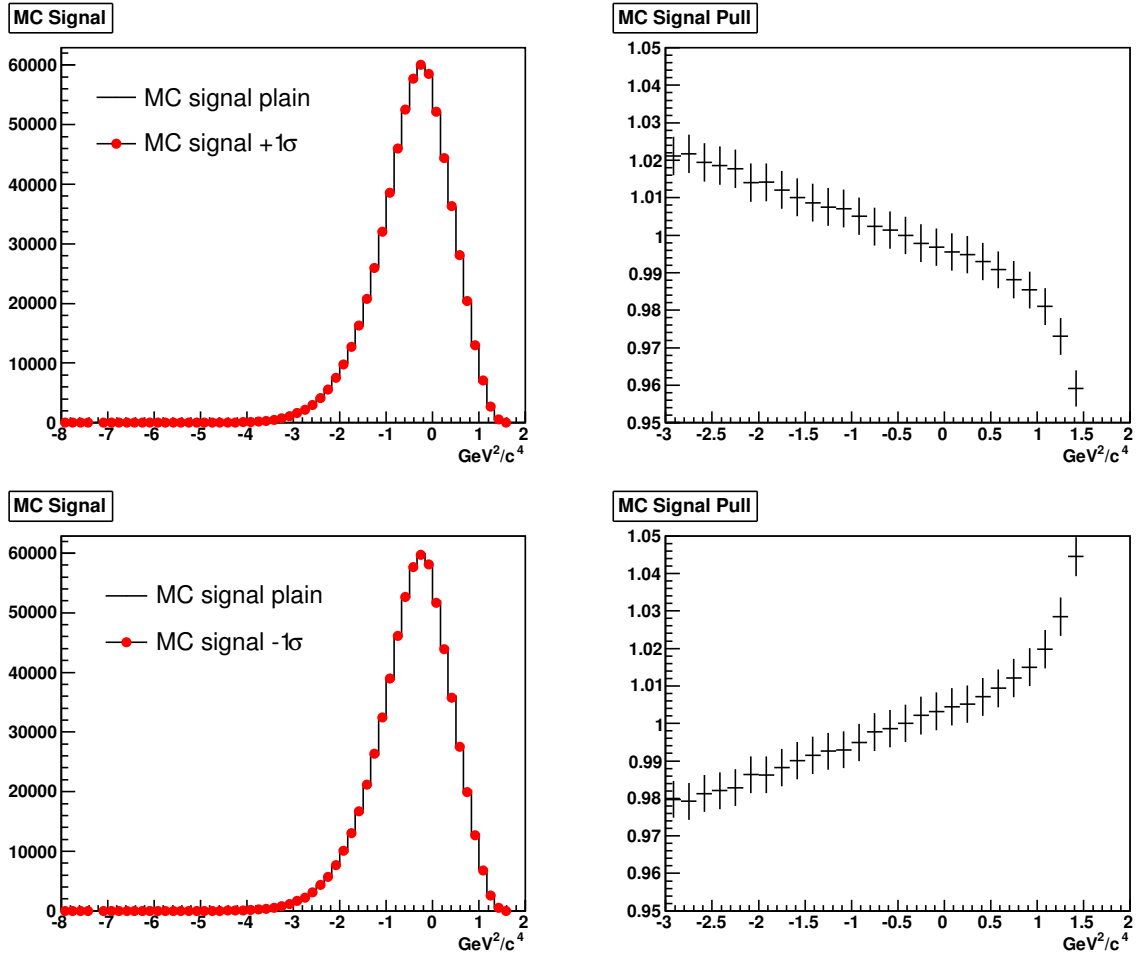 MC Signal
60000
50000
40000
30000
20000
10000
0
MC signal plain
MC signal +1σ
-8 -7 -6 -5 -4 -3 -2 -1 0 1 2
GeV²/c⁴
MC Signal Pull
1.05
1.04
1.03
1.02
1.01
1
0.99
0.98
0.97
0.96
0.95
-3 -2.5 -2 -1.5 -1 -0.5 0 0.5 1 1.5 2
GeV²/c⁴
MC Signal
60000
50000
40000
30000
20000
10000
0
MC signal plain
MC signal -1σ
-8 -7 -6 -5 -4 -3 -2 -1 0 1 2
GeV²/c⁴
MC Signal Pull
1.05
1.04
1.03
1.02
1.01
1
0.99
0.98
0.97
0.96
0.95
-3 -2.5 -2 -1.5 -1 -0.5 0 0.5 1 1.5 2
GeV²/c⁴